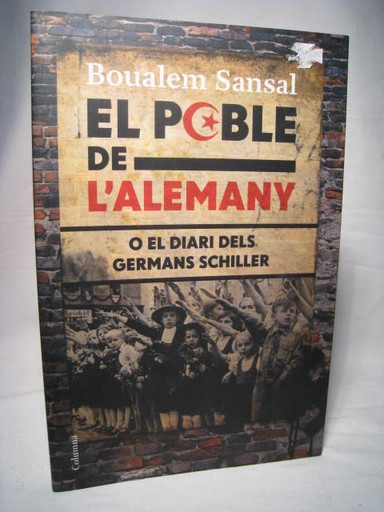 Boualem Sansal
EL POBLE
DE
L'ALEMANY
O EL DIARI DELS
GERMANS SCHILLER
Columna